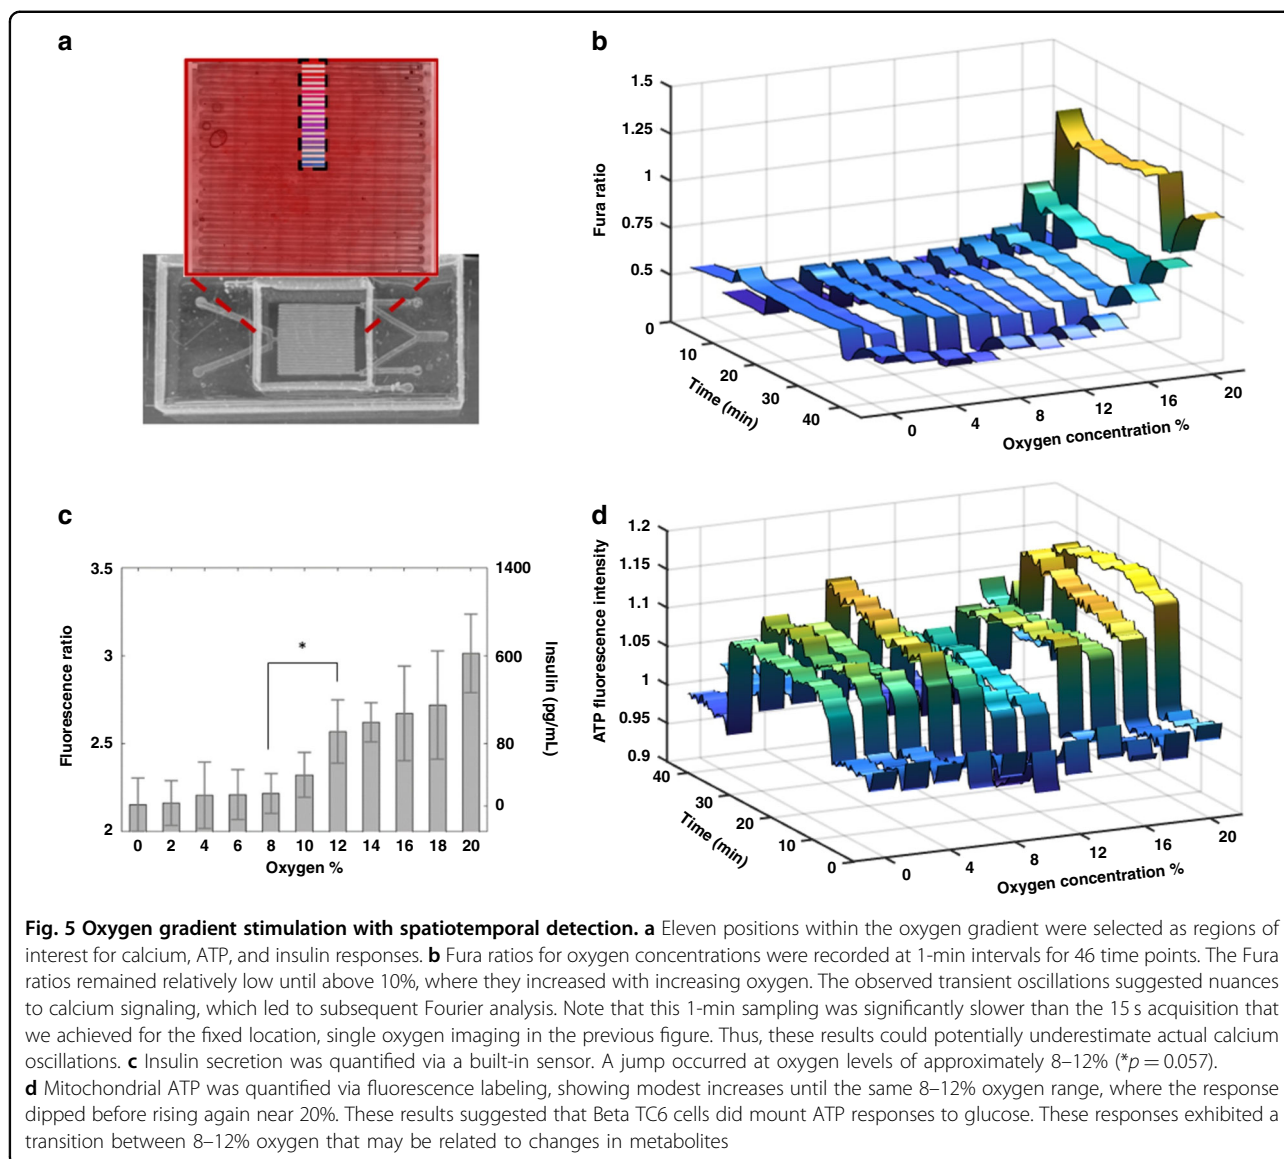 a
b
1.5
1.25
1
0.75
0.5
0
Fura ratio
10
20
30
40
Time (min)
0
4
8
12
16
20
Oxygen concentration %
c
3.5
3
2.5
2
Fluorescence ratio
*
1400
600
80
0
Insulin (pg/mL)
0 2 4 6 8 10 12 14 16 18 20
Oxygen %
d
1.2
1.15
1.1
1.05
1
0.95
0.9
ATP fluorescence intensity
40
30
20
10
0
Time (min)
0
4
8
12
16
20
Oxygen concentration %
Fig. 5 Oxygen gradient stimulation with spatiotemporal detection. a Eleven positions within the oxygen gradient were selected as regions of
interest for calcium, ATP, and insulin responses. b Fura ratios for oxygen concentrations were recorded at 1-min intervals for 46 time points. The Fura
ratios remained relatively low until above 10%, where they increased with increasing oxygen. The observed transient oscillations suggested nuances
to calcium signaling, which led to subsequent Fourier analysis. Note that this 1-min sampling was significantly slower than the 15 s acquisition that
we achieved for the fixed location, single oxygen imaging in the previous figure. Thus, these results could potentially underestimate actual calcium
oscillations. c Insulin secretion was quantified via a built-in sensor. A jump occurred at oxygen levels of approximately 8–12% (*p = 0.057).
d Mitochondrial ATP was quantified via fluorescence labeling, showing modest increases until the same 8–12% oxygen range, where the response
dipped before rising again near 20%. These results suggested that Beta TC6 cells did mount ATP responses to glucose. These responses exhibited a
transition between 8–12% oxygen that may be related to changes in metabolites